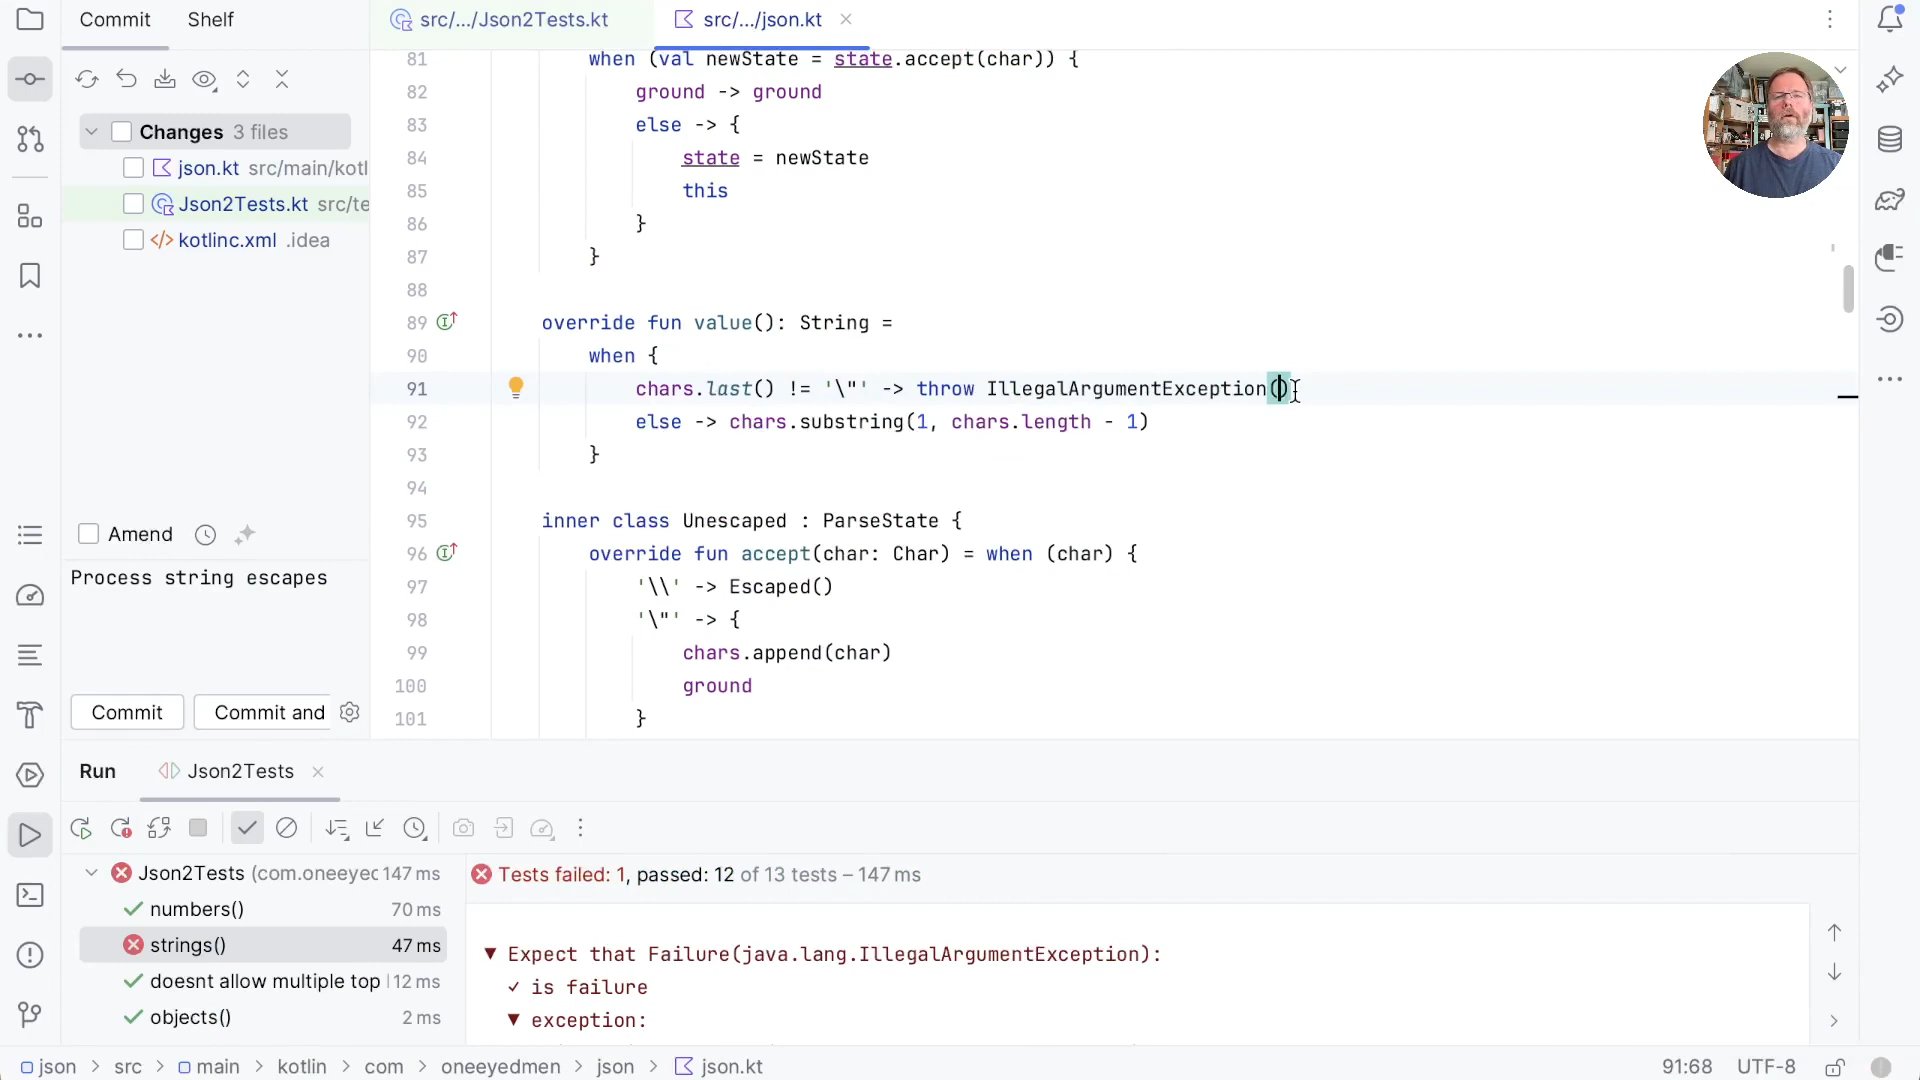 Commit Shelf
src/.../Json2Tests.kt src/.../json.kt
Changes 3 files
json.kt src/main/kotl
Json2Tests.kt src/te
kotlinc.xml .idea
81 when (val newState = state.accept(char)) {
82 ground -> ground
83 else -> {
84 state = newState
85 this
86 }
87 }
88
89 override fun value(): String =
90 when {
91 chars.last() != '\"' -> throw IllegalArgumentException()
92 else -> chars.substring(1, chars.length - 1)
93 }
94
95 inner class Unescaped : ParseState {
96 override fun accept(char: Char) = when (char) {
97 '\\' -> Escaped()
98 '\"' -> {
99 chars.append(char)
100 ground
101 }
Amend
Process string escapes
Commit Commit and
Run Json2Tests
Json2Tests (com.oneeyec 147 ms
numbers() 70 ms
strings() 47 ms
doesnt allow multiple top 12 ms
objects() 2 ms
Tests failed: 1, passed: 12 of 13 tests – 147 ms
Expect that Failure(java.lang.IllegalArgumentException):
✓ is failure
▼ exception:
json > src > main > kotlin > com > oneeyedmen > json > json.kt 91:68 UTF-8